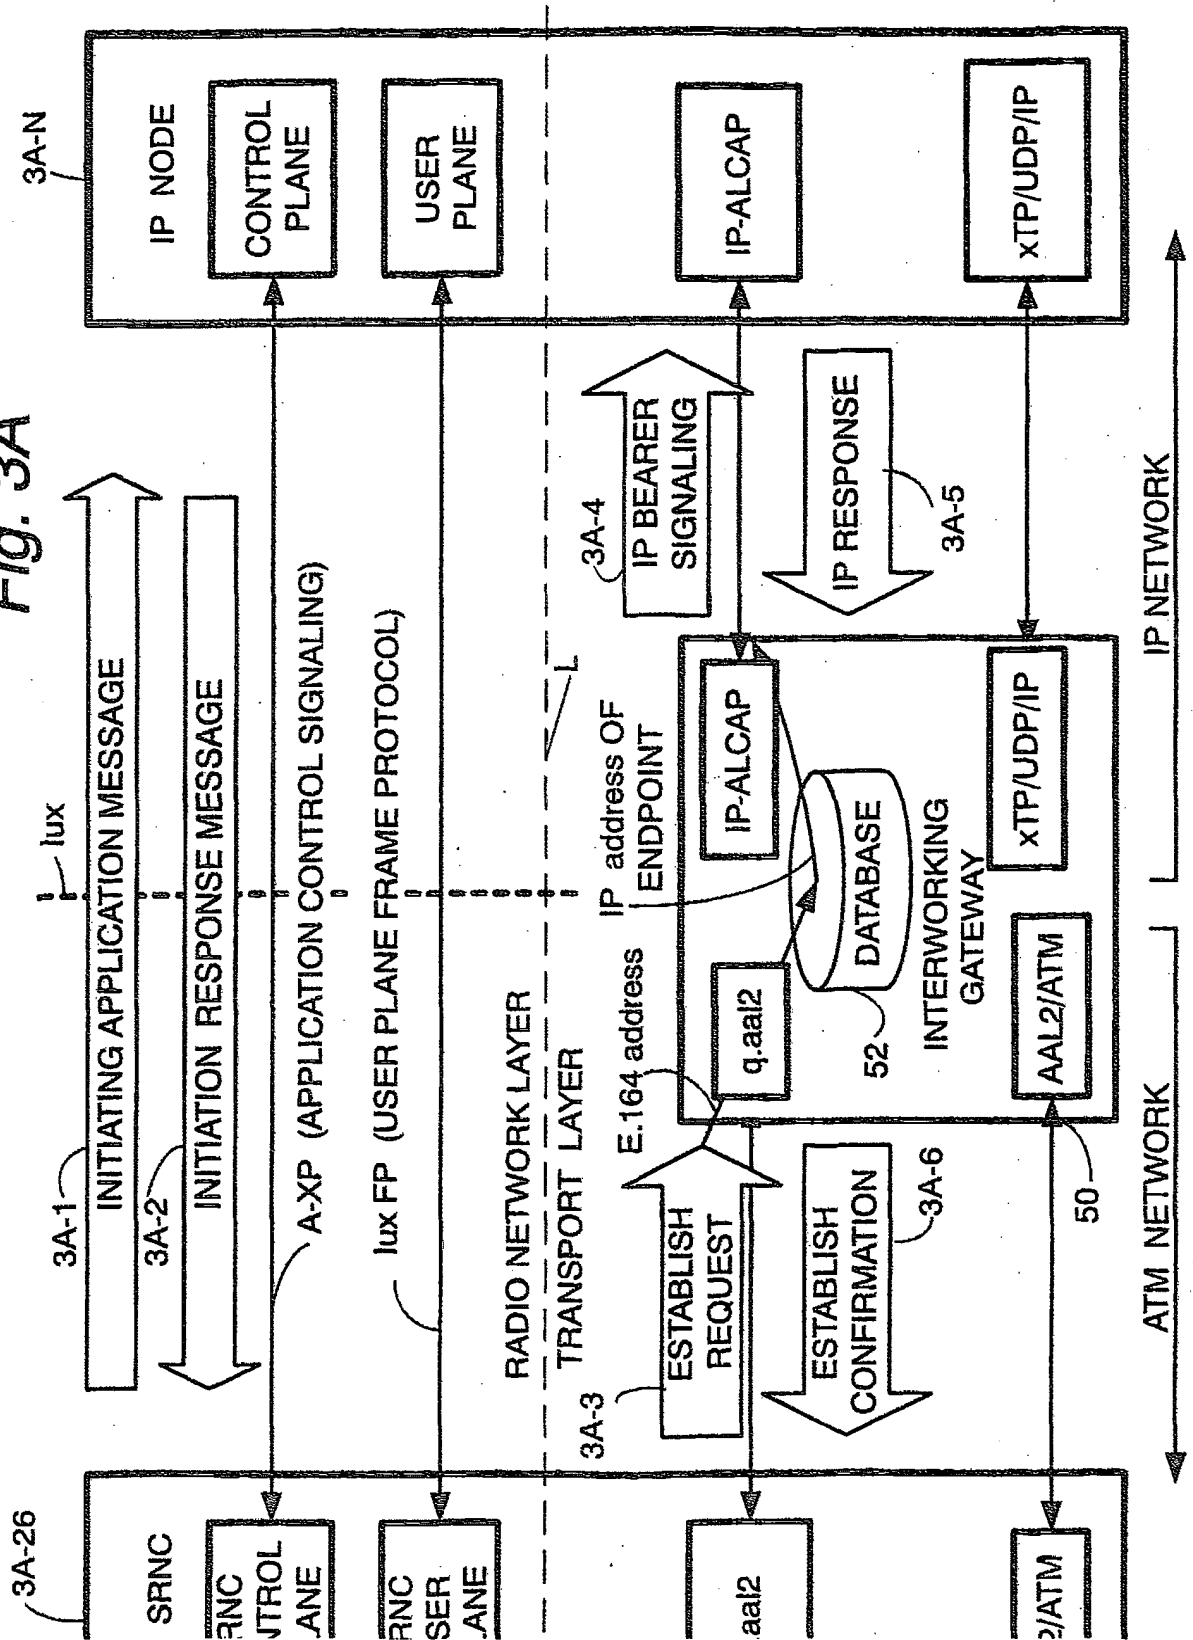 Fig. 3A
3A-26
SRNC
RNC
NTROL
ANE
RNC
SER
ANE
aal2
2/ATM
3A-1
INITIATING APPLICATION MESSAGE
Iux
3A-2
INITIATION RESPONSE MESSAGE
A-XP (APPLICATION CONTROL SIGNALING)
Iux FP (USER PLANE FRAME PROTOCOL)
RADIO NETWORK LAYER
L
TRANSPORT LAYER
3A-3
ESTABLISH
REQUEST
E.164 address
ESTABLISH
CONFIRMATION
3A-6
50
q.aal2
IP address OF
ENDPOINT
IP-ALCAP
DATABASE
52
INTERWORKING
GATEWAY
AAL2/ATM
xTP/UDP/IP
3A-4
IP BEARER
SIGNALING
IP RESPONSE
3A-5
3A-N
IP NODE
CONTROL
PLANE
USER
PLANE
IP-ALCAP
xTP/UDP/IP
ATM NETWORK
IP NETWORK